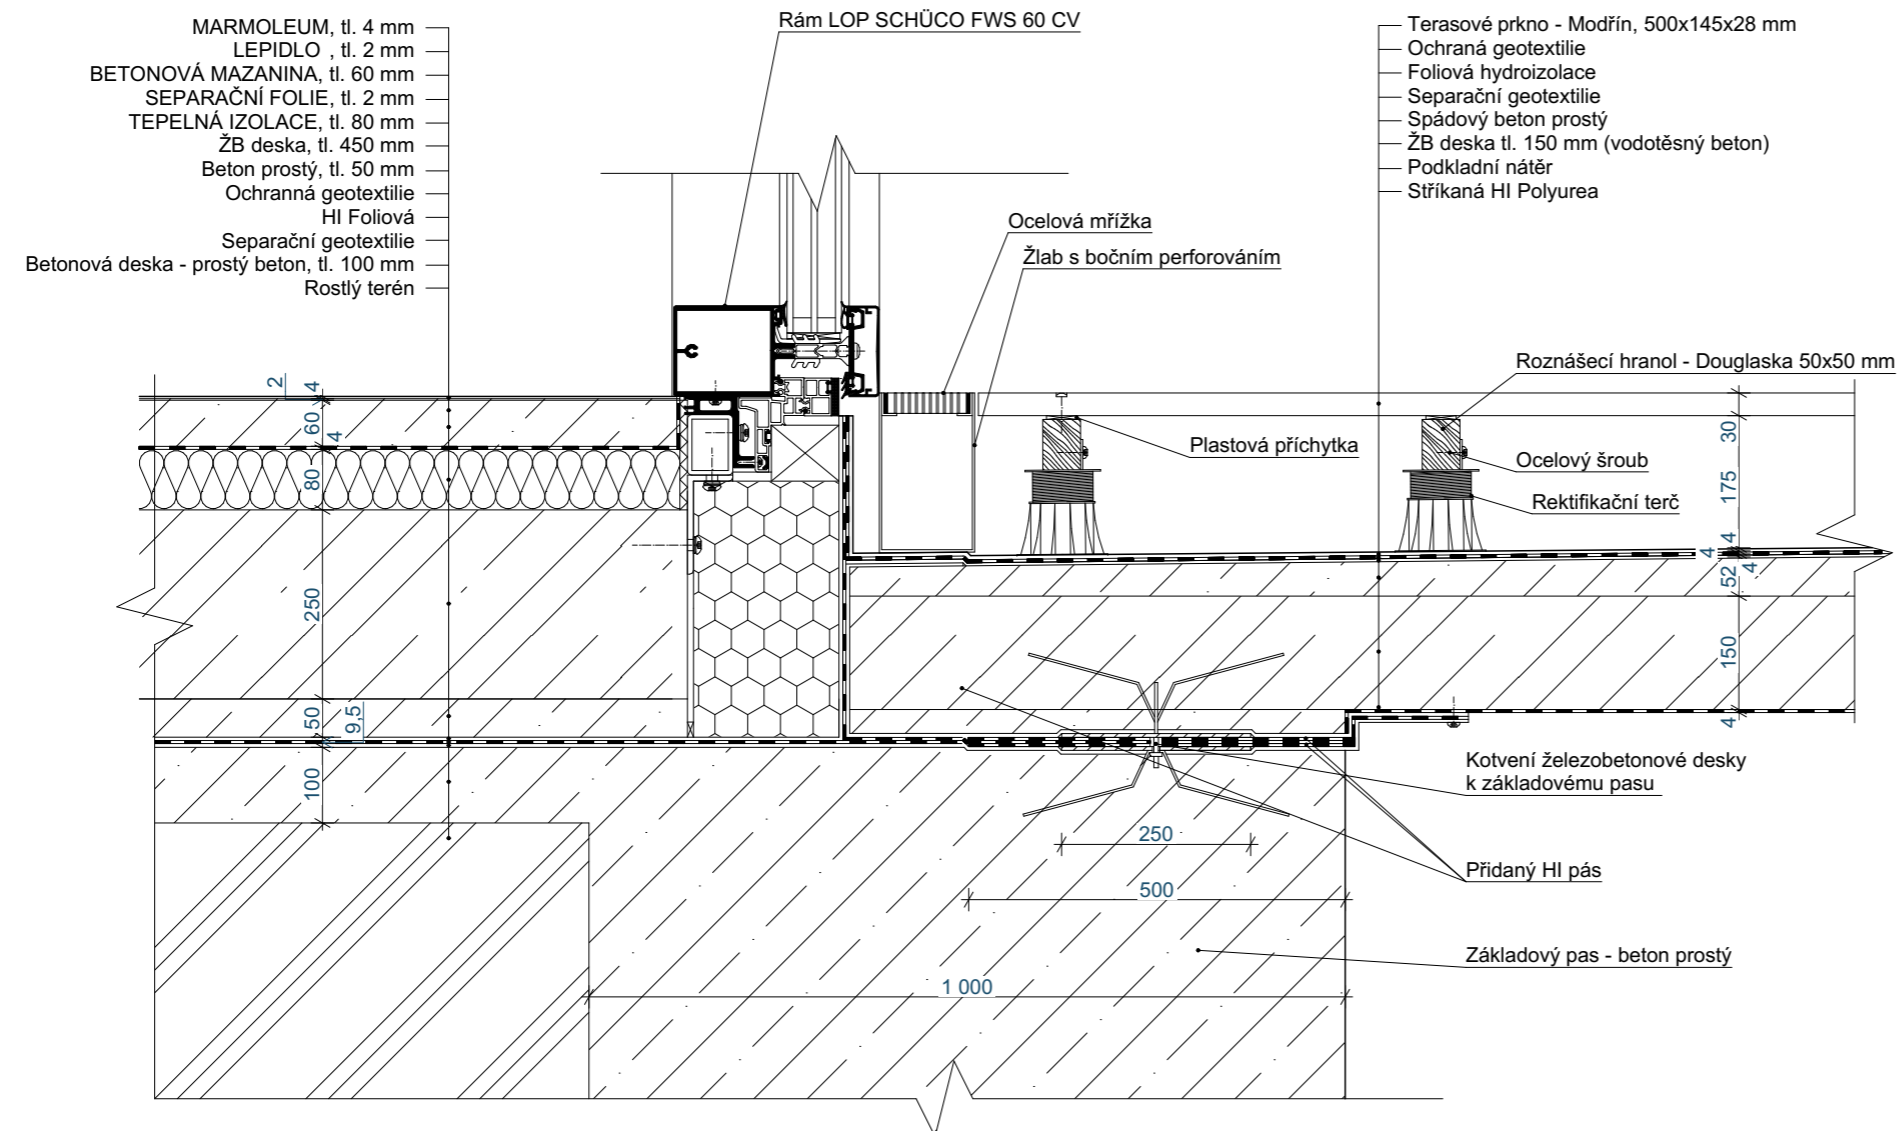 MARMOLEUM, tl. 4 mm
LEPIDLO , tl. 2 mm
BETONOVÁ MAZANINA, tl. 60 mm
SEPARAČNÍ FOLIE, tl. 2 mm
TEPELNÁ IZOLACE, tl. 80 mm
ŽB deska, tl. 450 mm
Beton prostý, tl. 50 mm
Ochranná geotextilie
HI Foliová
Separační geotextilie
Betonová deska - prostý beton, tl. 100 mm
Rostlý terén
Rám LOP SCHÜCO FWS 60 CV
Terasové prkno - Modřín, 500x145x28 mm
Ochraná geotextilie
Foliová hydroizolace
Separační geotextilie
Spádový beton prostý
ŽB deska tl. 150 mm (vodotěsný beton)
Podkladní nátěr
Stříkaná HI Polyurea
Ocelová mřížka
Žlab s bočním perforováním
Roznášecí hranol - Douglaska 50x50 mm
Plastová příchytka
Ocelový šroub
Rektifikační terč
2
4
60
4
80
250
50
9,5
4
100
30
175
4
4
4
52
150
4
Kotvení železobetonové desky
k základovému pasu
250
Přidaný HI pás
500
Základový pas - beton prostý
1 000